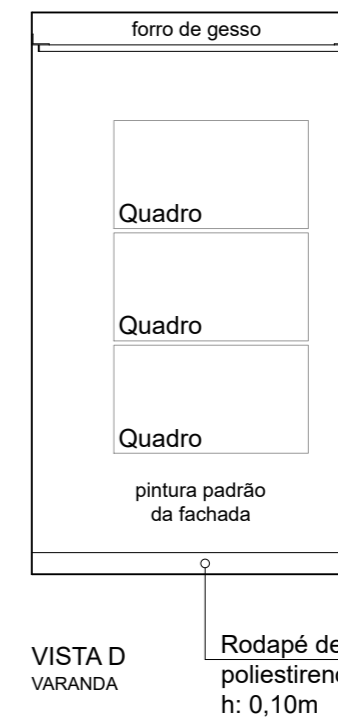 forro de gesso
Quadro
Quadro
Quadro
pintura padrão
da fachada
VISTA D
VARANDA
Rodapé de
poliestireno
h: 0,10m